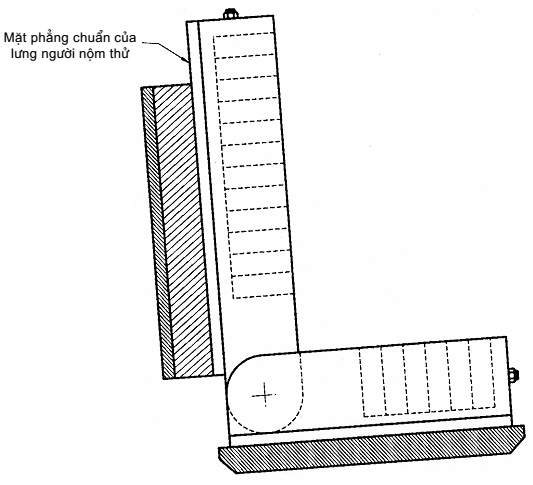 Mặt phẳng chuẩn của
lưng người nộm thử